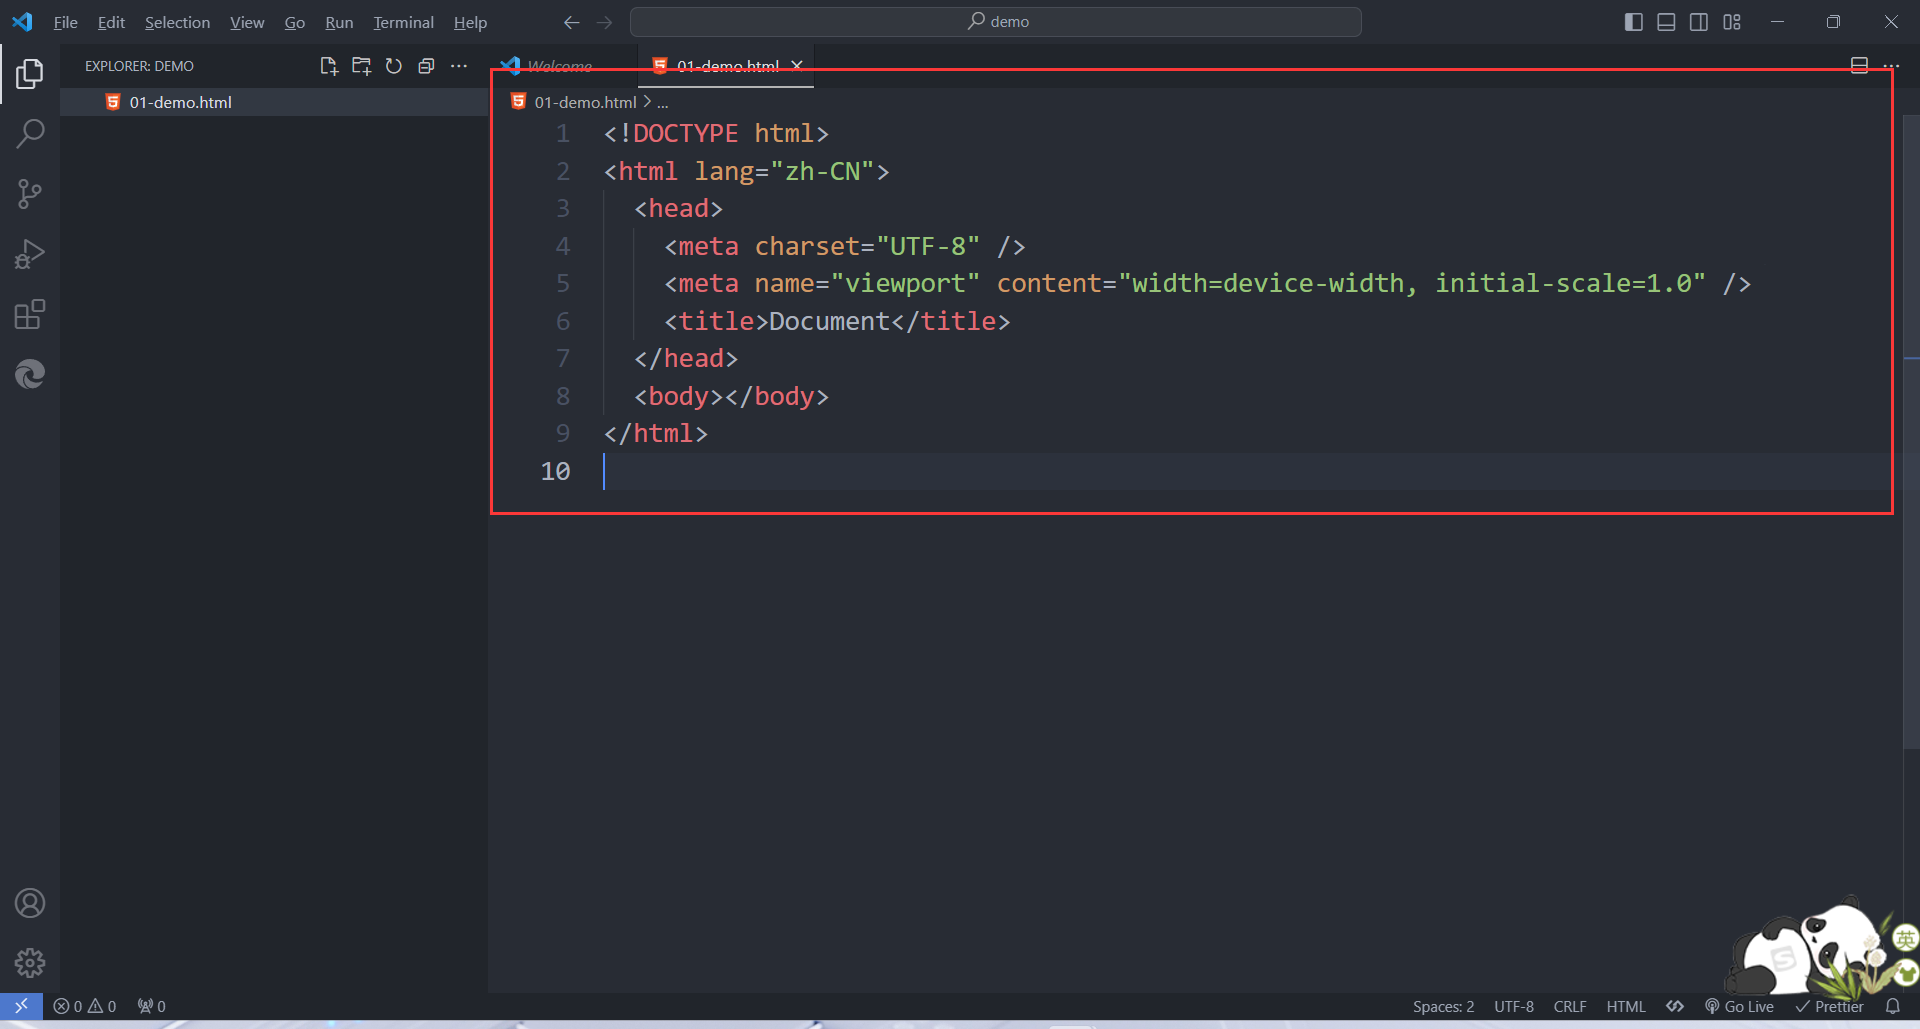 File Edit Selection View Go Run Terminal Help
demo
EXPLORER: DEMO
Welcome
01-demo.html
01-demo.html
01-demo.html > ...
1 <!DOCTYPE html>
2 <html lang="zh-CN">
3 <head>
4 <meta charset="UTF-8" />
5 <meta name="viewport" content="width=device-width, initial-scale=1.0" />
6 <title>Document</title>
7 </head>
8 <body></body>
9 </html>
10
英
S
0 0 0
Spaces: 2 UTF-8 CRLF HTML Go Live Prettier